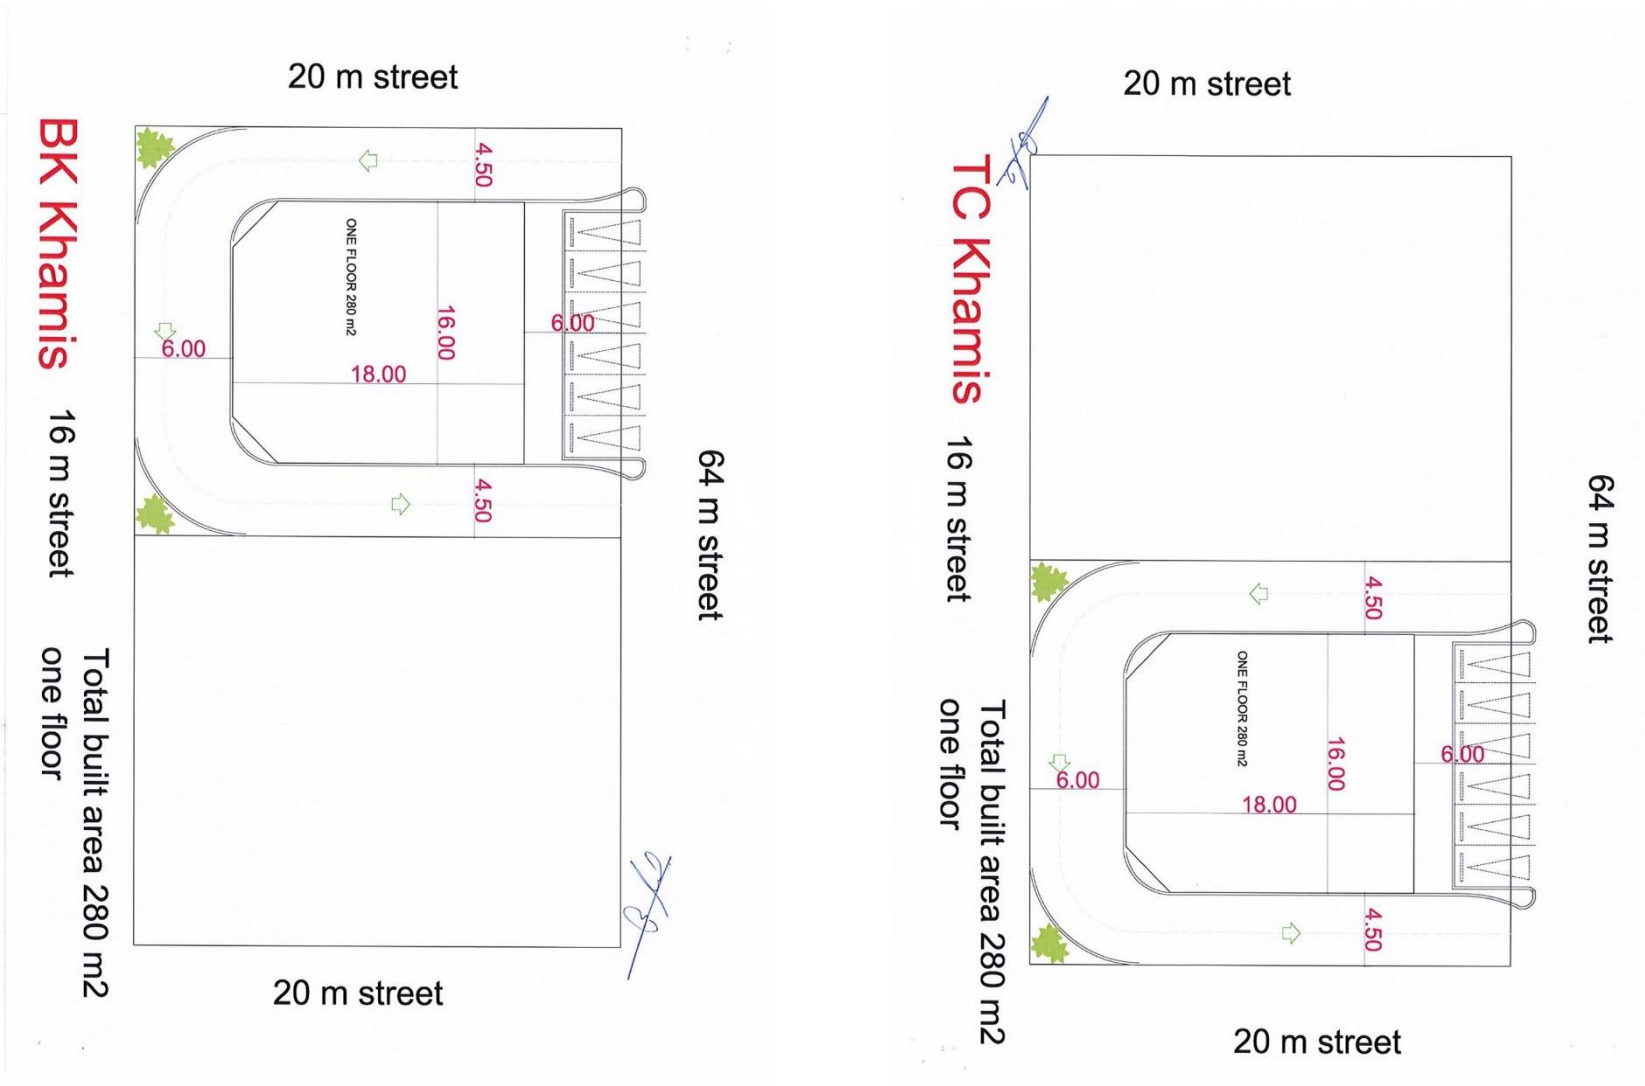 20 m street
BK Khamis
16 m street
Total built area 280 m2
one floor
4.50
ONE FLOOR 280 m2
16.00
18.00
6.00
6.00
4.50
64 m street
20 m street
20 m street
TC Khamis
16 m street
Total built area 280 m2
one floor
4.50
ONE FLOOR 280 m2
16.00
18.00
6.00
6.00
4.50
64 m street
20 m street